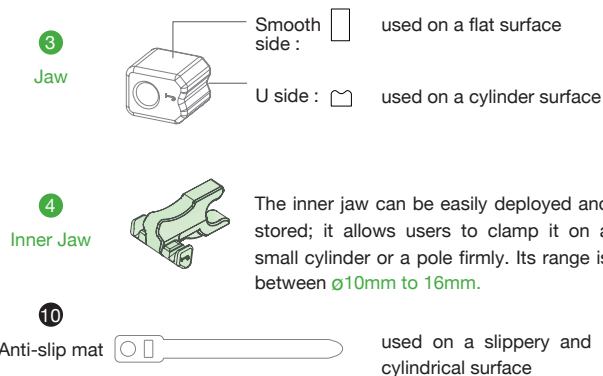 3
Jaw
Smooth side :
used on a flat surface
U side :
used on a cylinder surface
4
Inner Jaw
The inner jaw can be easily deployed and
stored; it allows users to clamp it on a
small cylinder or a pole firmly. Its range is
between ø10mm to 16mm.
10
Anti-slip mat
used on a slippery and
cylindrical surface